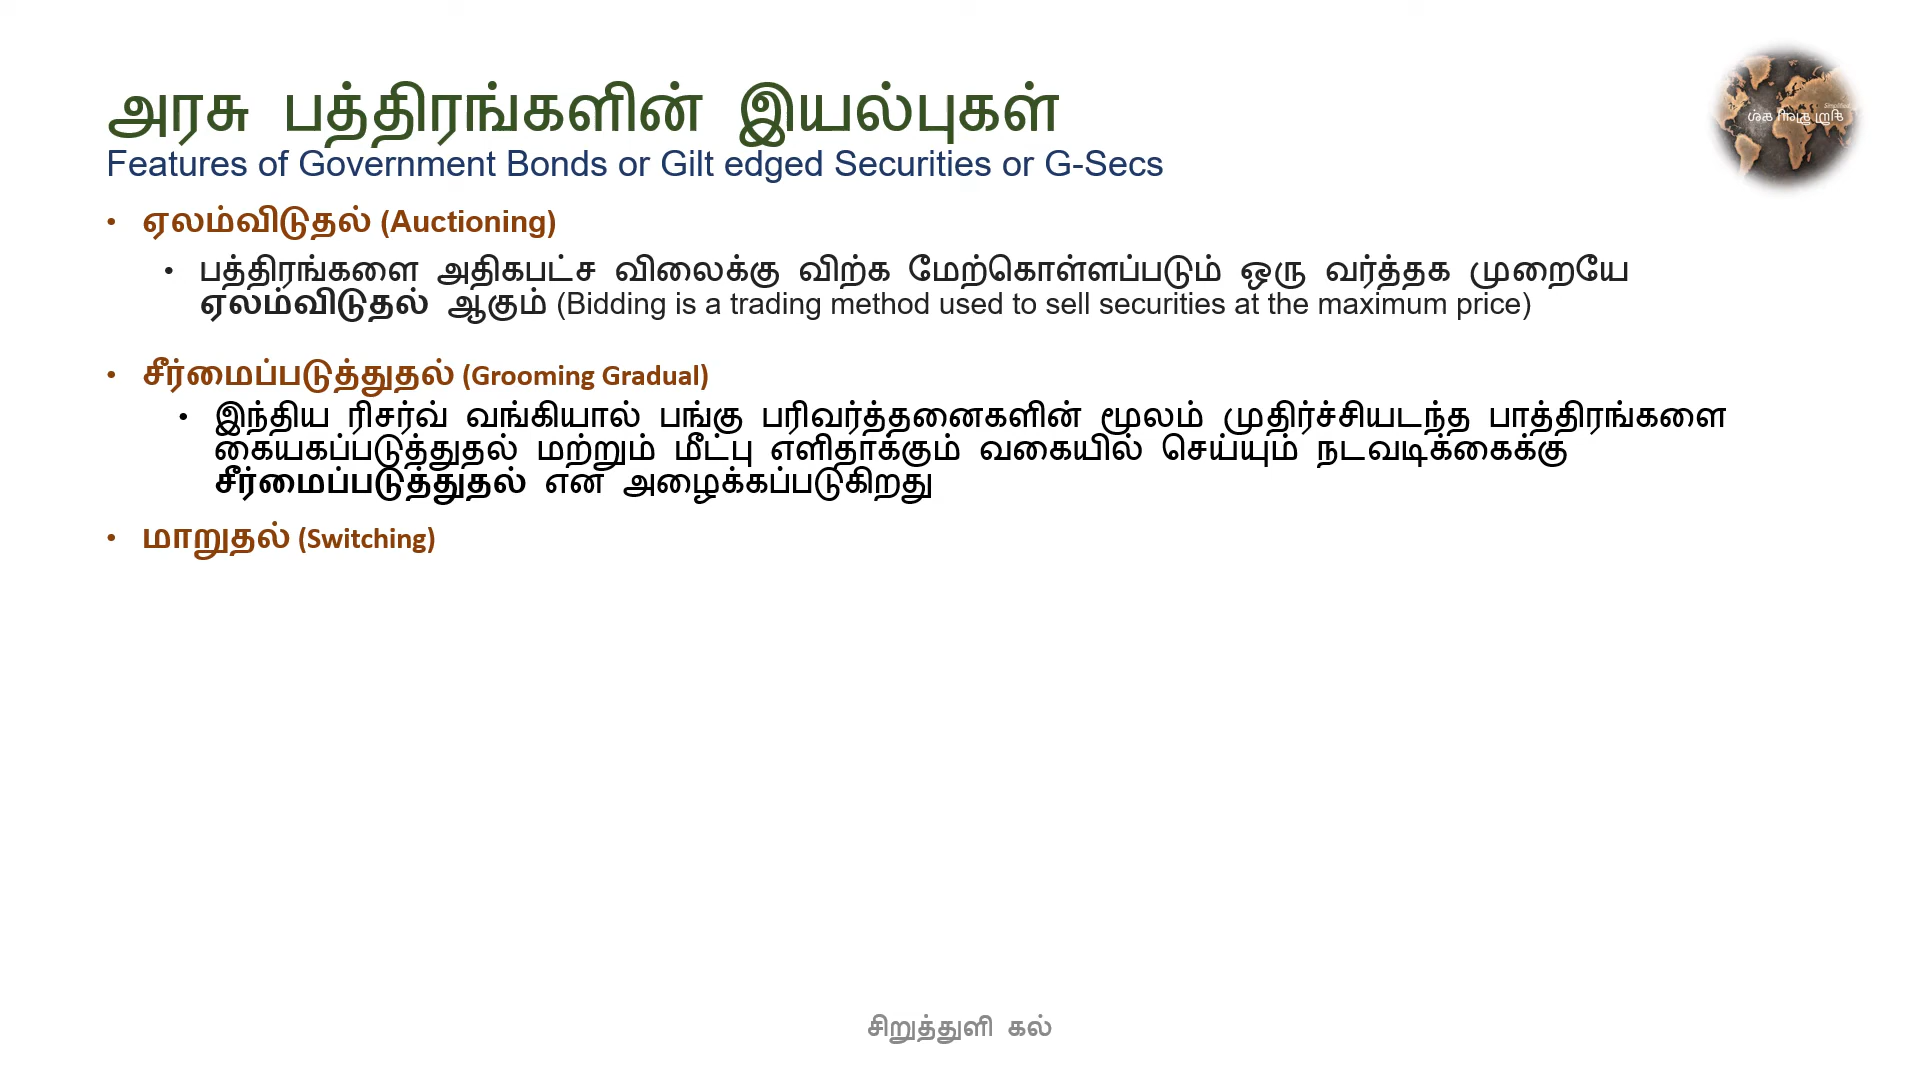 அரசு பத்திரங்களின் இயல்புகள்
Features of Government Bonds or Gilt edged Securities or G-Secs
• ஏலம்விடுதல் (Auctioning)
• பத்திரங்களை அதிகபட்ச விலைக்கு விற்க மேற்கொள்ளப்படும் ஒரு வர்த்தக முறையே
ஏலம்விடுதல் ஆகும் (Bidding is a trading method used to sell securities at the maximum price)
• சீர்மைப்படுத்துதல் (Grooming Gradual)
• இந்திய ரிசர்வ் வங்கியால் பங்கு பரிவர்த்தனைகளின் மூலம் முதிர்ச்சியடைந்த பாத்திரங்களை
கையகப்படுத்துதல் மற்றும் மீட்பு எளிதாக்கும் வகையில் செய்யும் நடவடிக்கைக்கு
சீர்மைப்படுத்துதல் என அழைக்கப்படுகிறது
• மாறுதல் (Switching)
சிறுத்துளி கல்